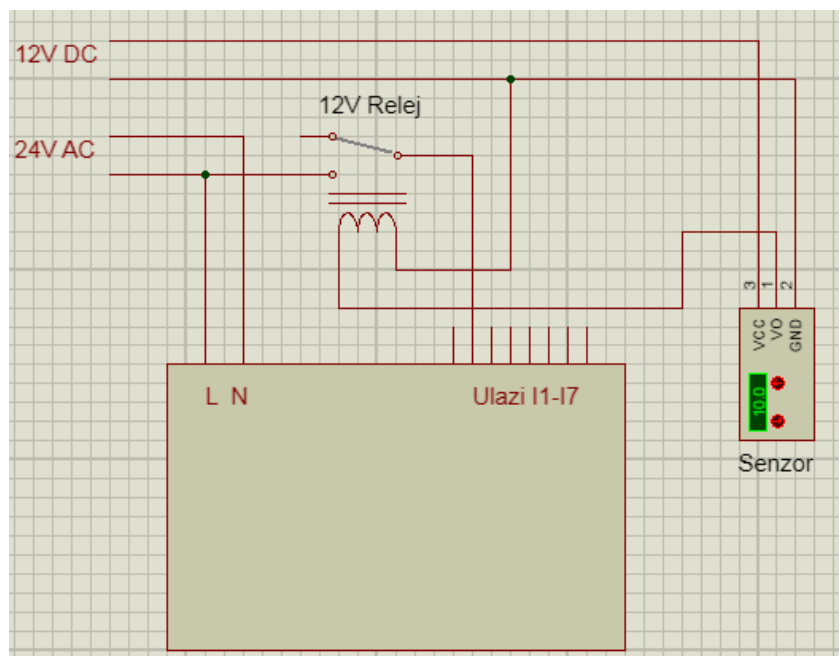 12V DC
12V Relej
24V AC
3 1 2
VCC VO GND
L N
Ulazi I1-I7
10.0
Senzor